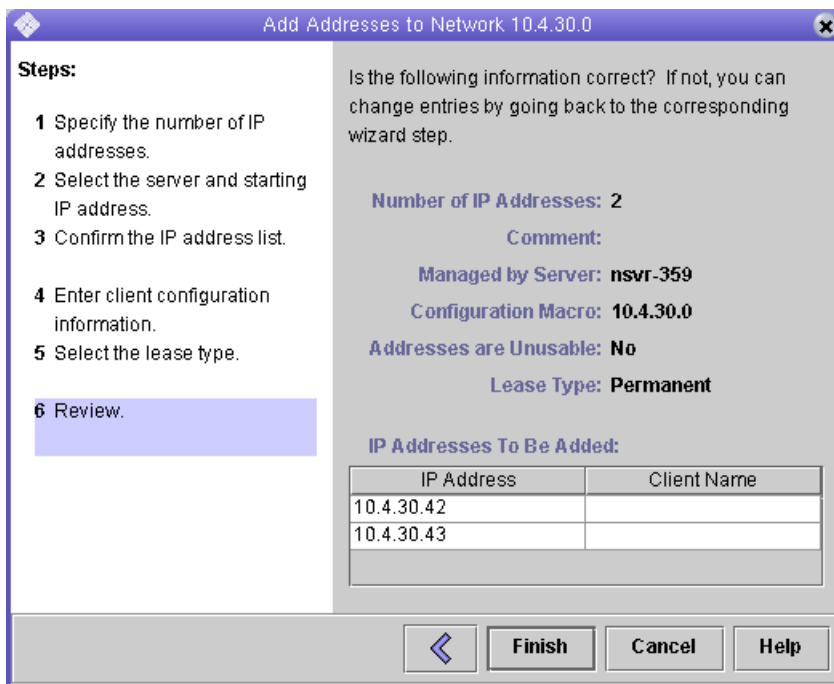 Add Addresses to Network 10.4.30.0
Steps:
1 Specify the number of IP
addresses.
2 Select the server and starting
IP address.
3 Confirm the IP address list.
4 Enter client configuration
information.
5 Select the lease type.
6 Review.
Is the following information correct? If not, you can
change entries by going back to the corresponding
wizard step.
Number of IP Addresses: 2
Comment:
Managed by Server: nsvr-359
Configuration Macro: 10.4.30.0
Addresses are Unusable: No
Lease Type: Permanent
IP Addresses To Be Added:
IP Address Client Name
10.4.30.42
10.4.30.43
Finish Cancel Help